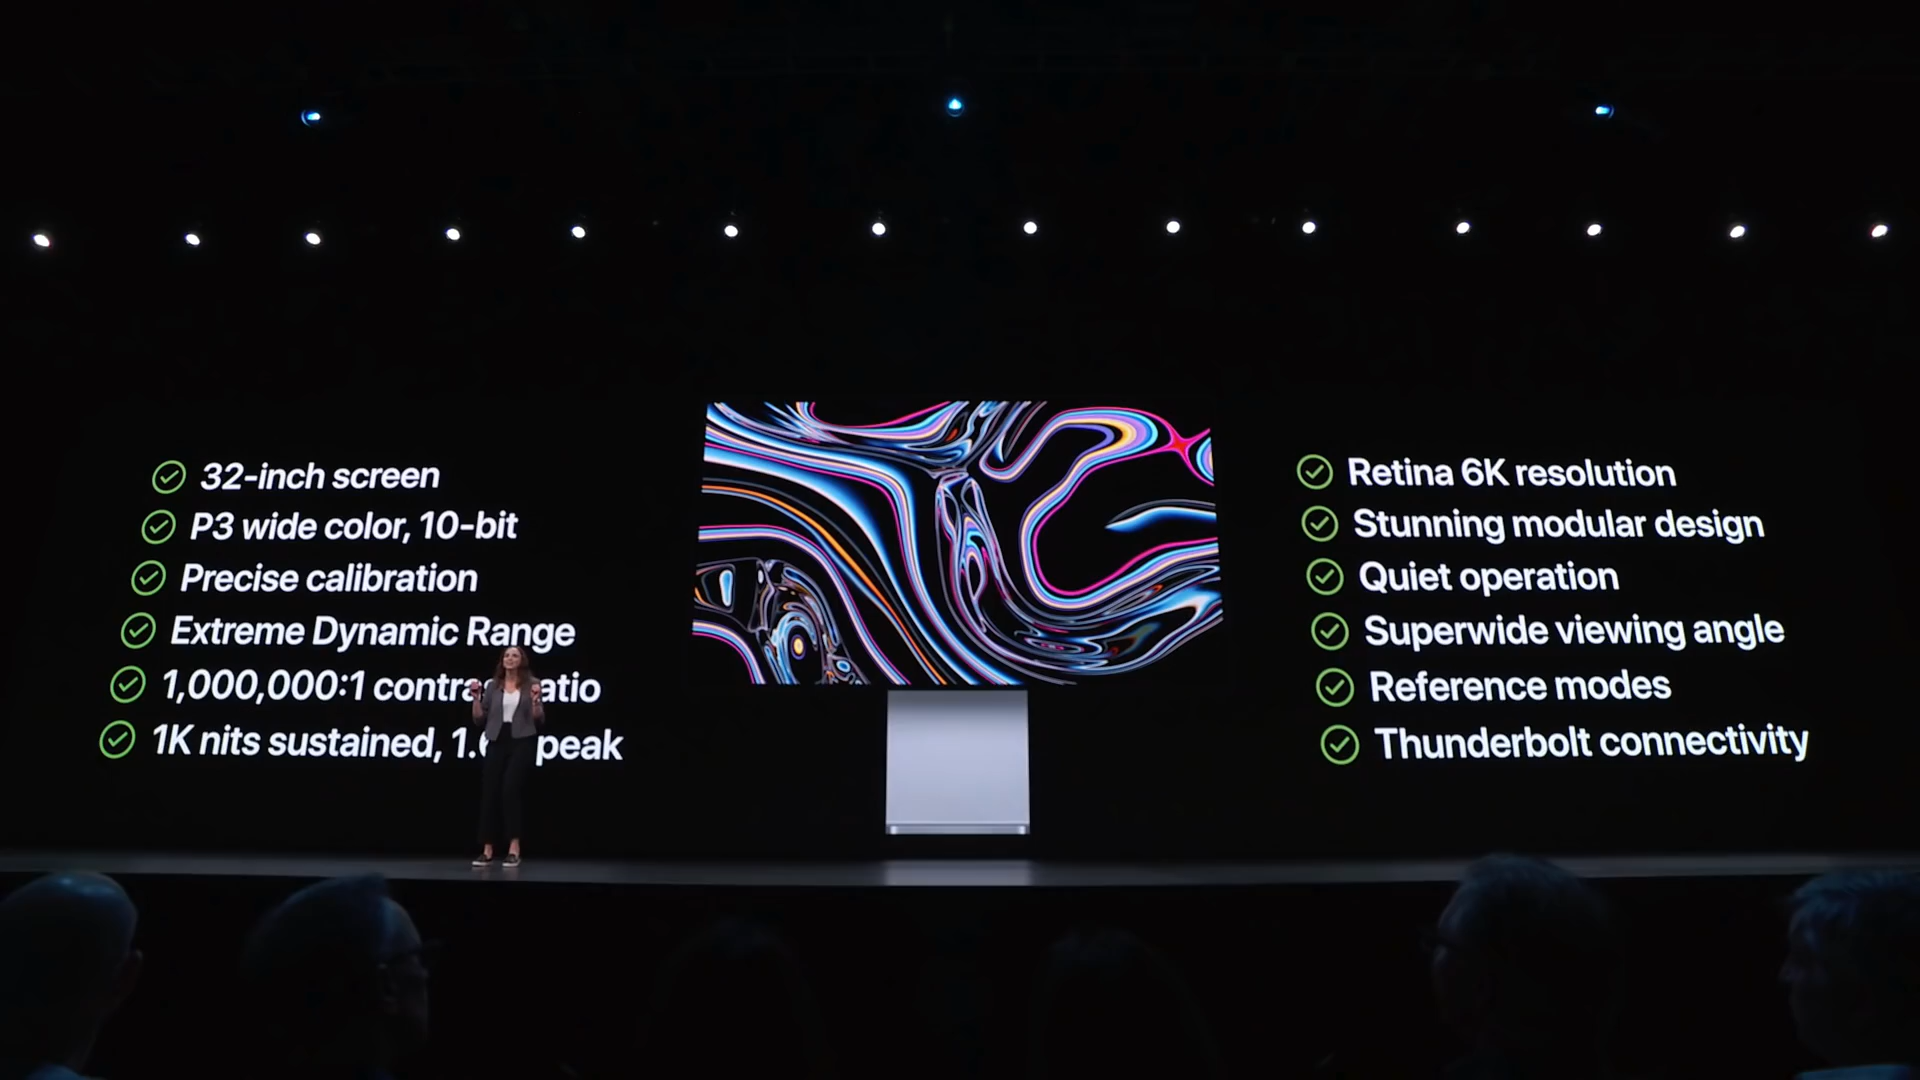 32-inch screen
P3 wide color, 10-bit
Precise calibration
Extreme Dynamic Range
1,000,000:1
1K nits sustained, peak
Retina 6K resolution
Stunning modular design
Quiet operation
Superwide viewing angle
Reference modes
Thunderbolt connectivity